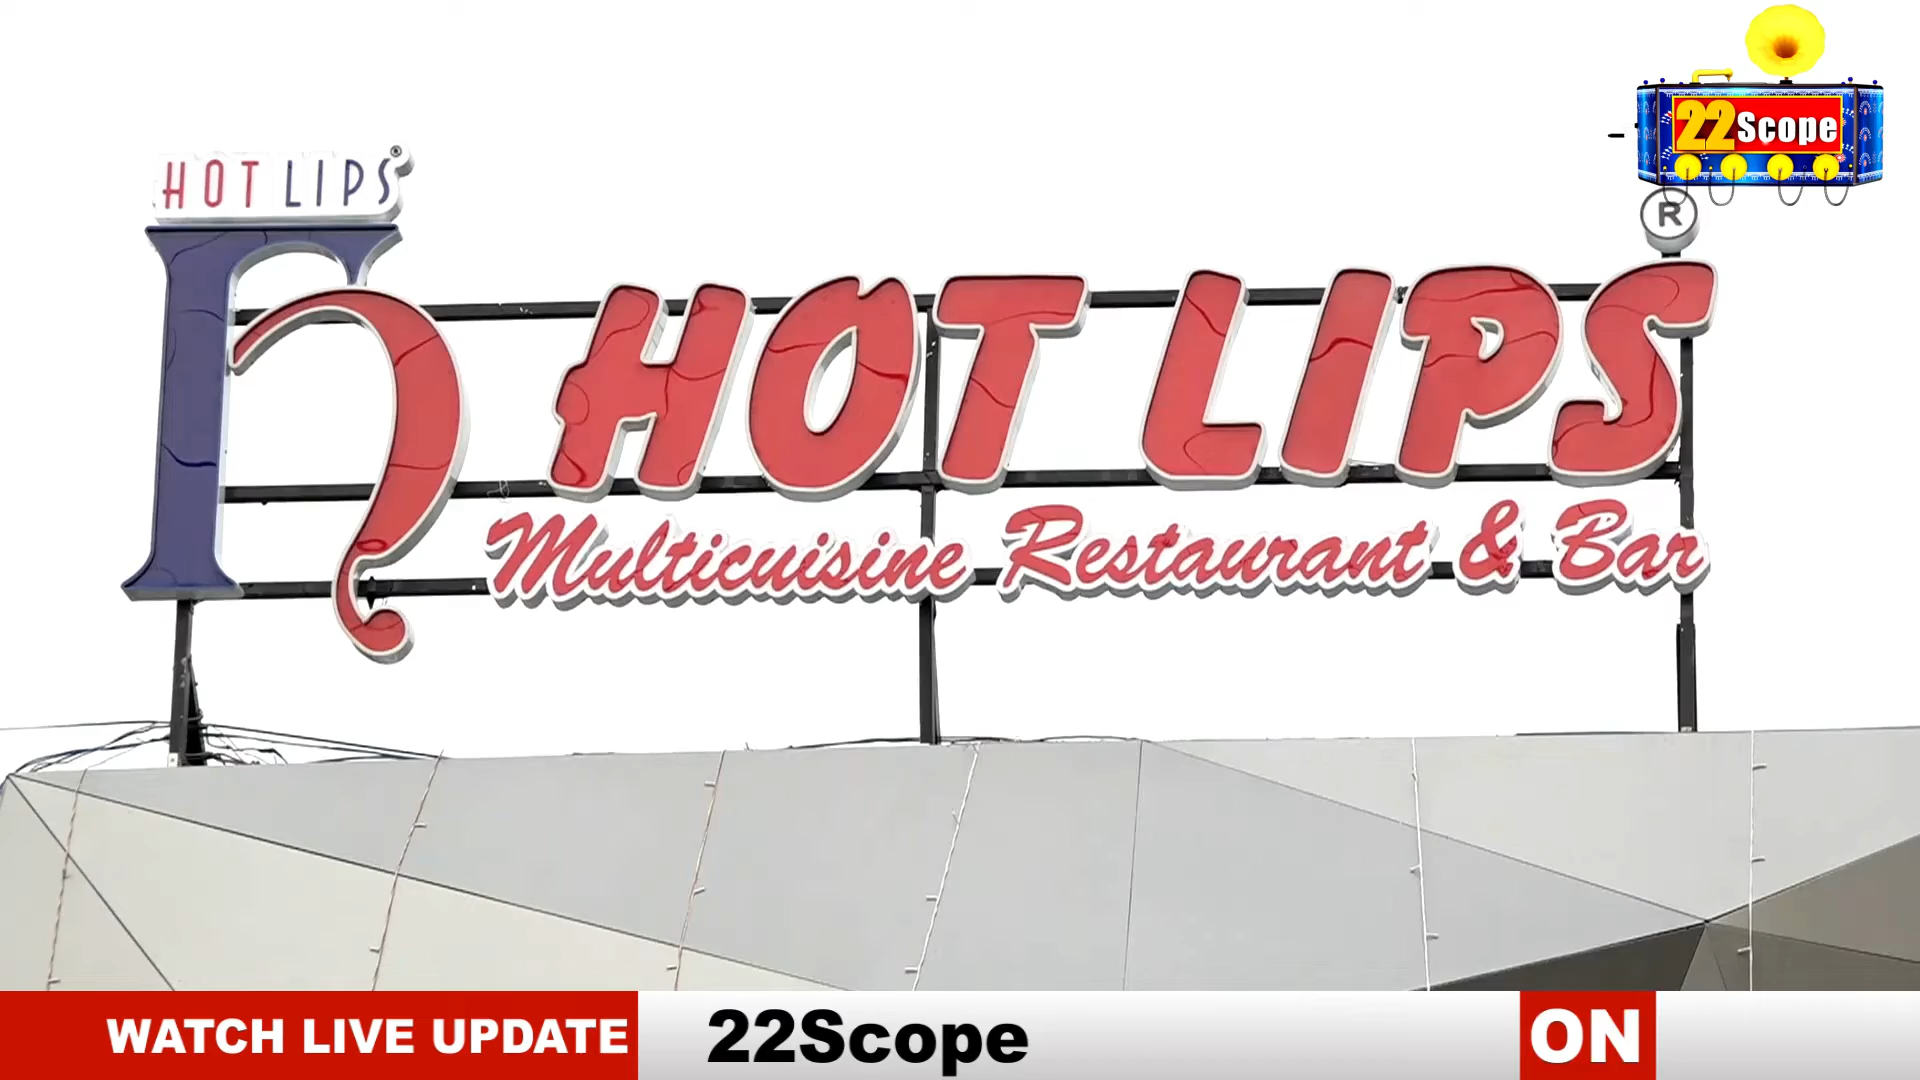 22Scope
HOT LIPS®
®
HOT LIPS
Multicuisine Restaurant & Bar
WATCH LIVE UPDATE 22Scope ON